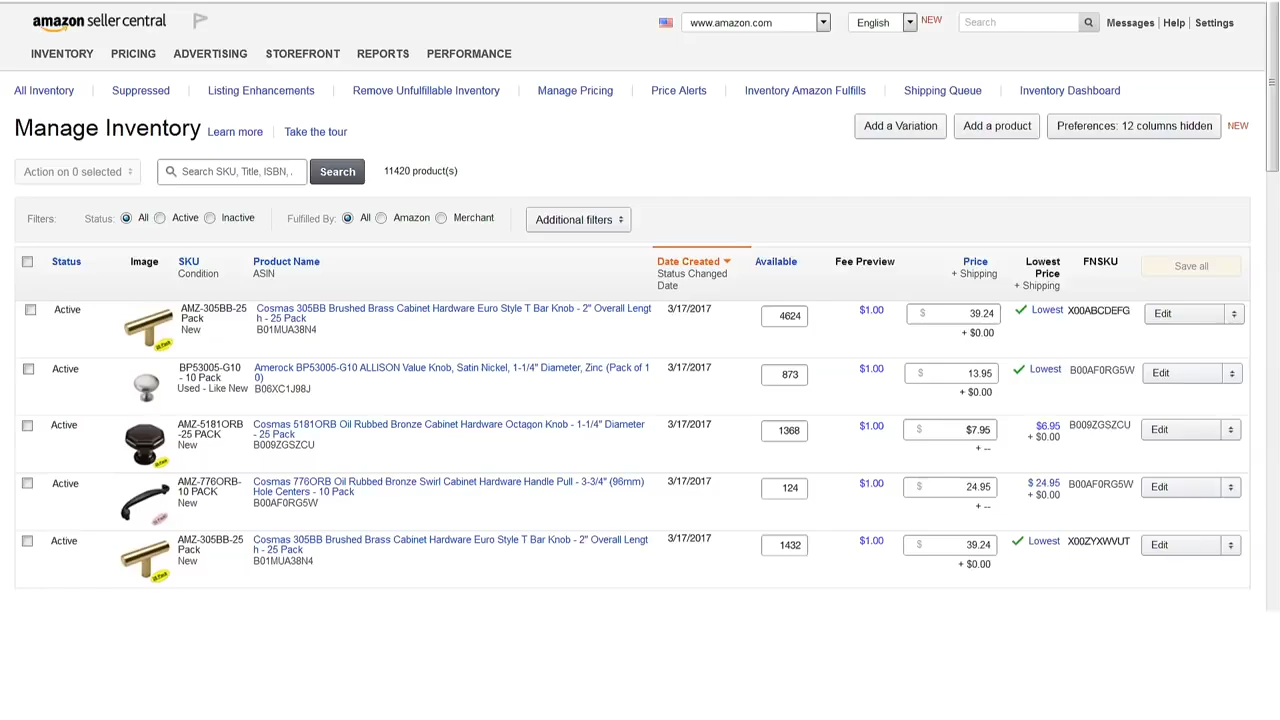 amazon seller central
www.amazon.com
English
NEW
Search
Messages | Help | Settings
INVENTORY PRICING ADVERTISING STOREFRONT REPORTS PERFORMANCE
All Inventory | Suppressed | Listing Enhancements | Remove Unfulfillable Inventory | Manage Pricing | Price Alerts | Inventory Amazon Fulfills | Shipping Queue | Inventory Dashboard
Manage Inventory Learn more | Take the tour
Add a Variation
Add a product
Preferences: 12 columns hidden
NEW
Action on 0 selected
Search SKU, Title, ISBN, .
Search
11420 product(s)
Filters: Status: All Active Inactive
Fulfilled By: All Amazon Merchant
Additional filters
Status
Image
SKU
Condition
Product Name
ASIN
Date Created
Status Changed
Date
Available
Fee Preview
Price
+ Shipping
Lowest
Price
+ Shipping
FNSKU
Save all
Active
AMZ-305BB-25
Pack
New
Cosmas 305BB Brushed Brass Cabinet Hardware Euro Style T Bar Knob - 2" Overall Lengt
h - 25 Pack
B01MUA38N4
3/17/2017
4624
$1.00
$ 39.24
+ $0.00
Lowest
X00ABCDEFG
Edit
Active
BP53005-G10
- 10 Pack
Used - Like New
Amerock BP53005-G10 ALLISON Value Knob, Satin Nickel, 1-1/4" Diameter, Zinc (Pack of 1
0)
B06XC1J98J
3/17/2017
873
$1.00
$ 13.95
+ $0.00
Lowest
B00AF0RG5W
Edit
Active
AMZ-5181ORB
-25 PACK
New
Cosmas 5181ORB Oil Rubbed Bronze Cabinet Hardware Octagon Knob - 1-1/4" Diameter
- 25 Pack
B009ZGSZCU
3/17/2017
1368
$1.00
$ $7.95
+ --
$6.95
+ $0.00
B009ZGSZCU
Edit
Active
AMZ-776ORB-
10 PACK
New
Cosmas 776ORB Oil Rubbed Bronze Swirl Cabinet Hardware Handle Pull - 3-3/4" (96mm)
Hole Centers - 10 Pack
B00AF0RG5W
3/17/2017
124
$1.00
$ 24.95
+ --
$ 24.95
+ $0.00
B00AF0RG5W
Edit
Active
AMZ-305BB-25
Pack
New
Cosmas 305BB Brushed Brass Cabinet Hardware Euro Style T Bar Knob - 2" Overall Lengt
h - 25 Pack
B01MUA38N4
3/17/2017
1432
$1.00
$ 39.24
+ $0.00
Lowest
X00ZYXWVUT
Edit